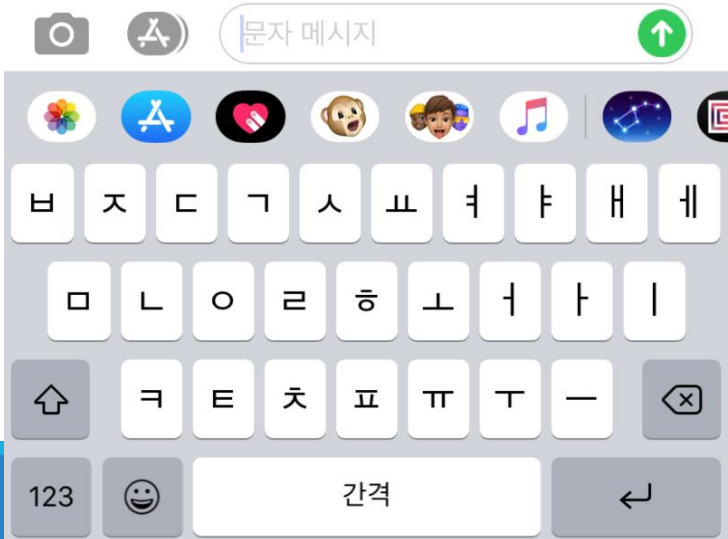 문자 메시지
ㅂ ㅈ ㄷ ㄱ ㅅ ㅛ ㅕ ㅑ ㅐ ㅔ
ㅁ ㄴ ㅇ ㄹ ㅎ ㅗ ㅓ ㅏ ㅣ
ㅋ ㅌ ㅊ ㅍ ㅠ ㅜ ㅡ
123 간격